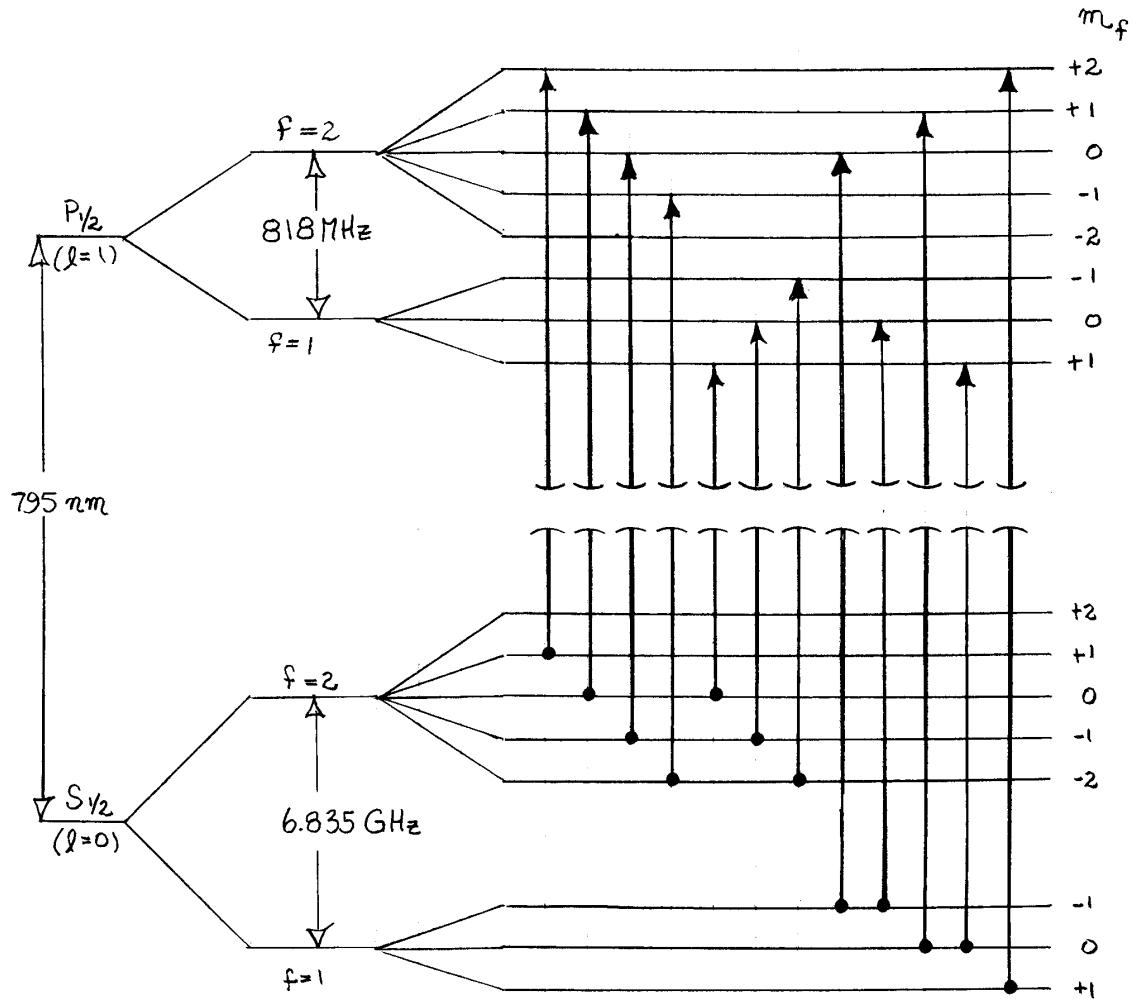 m_f
+2
+1
f = 2
0
-1
P1/2
818 MHz
-2
(l=1)
-1
0
f=1
+1
795 nm
+2
+1
f = 2
0
-1
-2
S1/2
6.835 GHz
(l=0)
-1
0
f=1
+1